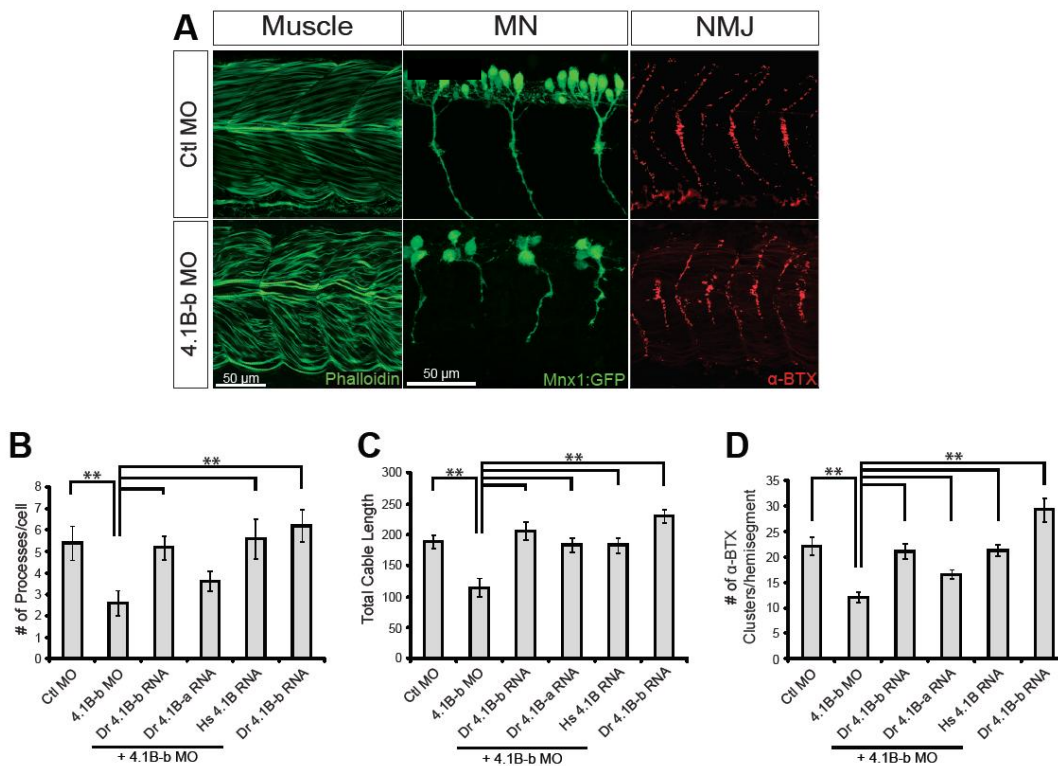 A
Muscle
MN
NMJ
Ctl MO
4.1B-b MO
50 µm
Phalloidin
50 µm
Mnx1:GFP
α-BTX
B
**
**
# of Processes/cell
8
7
6
5
4
3
2
1
0
Ctl MO
4.1B-b MO
Dr 4.1B-b RNA
Dr 4.1B-a RNA
Hs 4.1B RNA
Dr 4.1B-b RNA
+ 4.1B-b MO
C
**
**
Total Cable Length
300
250
200
150
100
50
0
Ctl MO
4.1B-b MO
Dr 4.1B-b RNA
Dr 4.1B-a RNA
Hs 4.1B RNA
Dr 4.1B-b RNA
+ 4.1B-b MO
D
**
**
# of α-BTX
Clusters/hemisegment
35
30
25
20
15
10
5
0
Ctl MO
4.1B-b MO
Dr 4.1B-b RNA
Dr 4.1B-a RNA
Hs 4.1B RNA
Dr 4.1B-b RNA
+ 4.1B-b MO